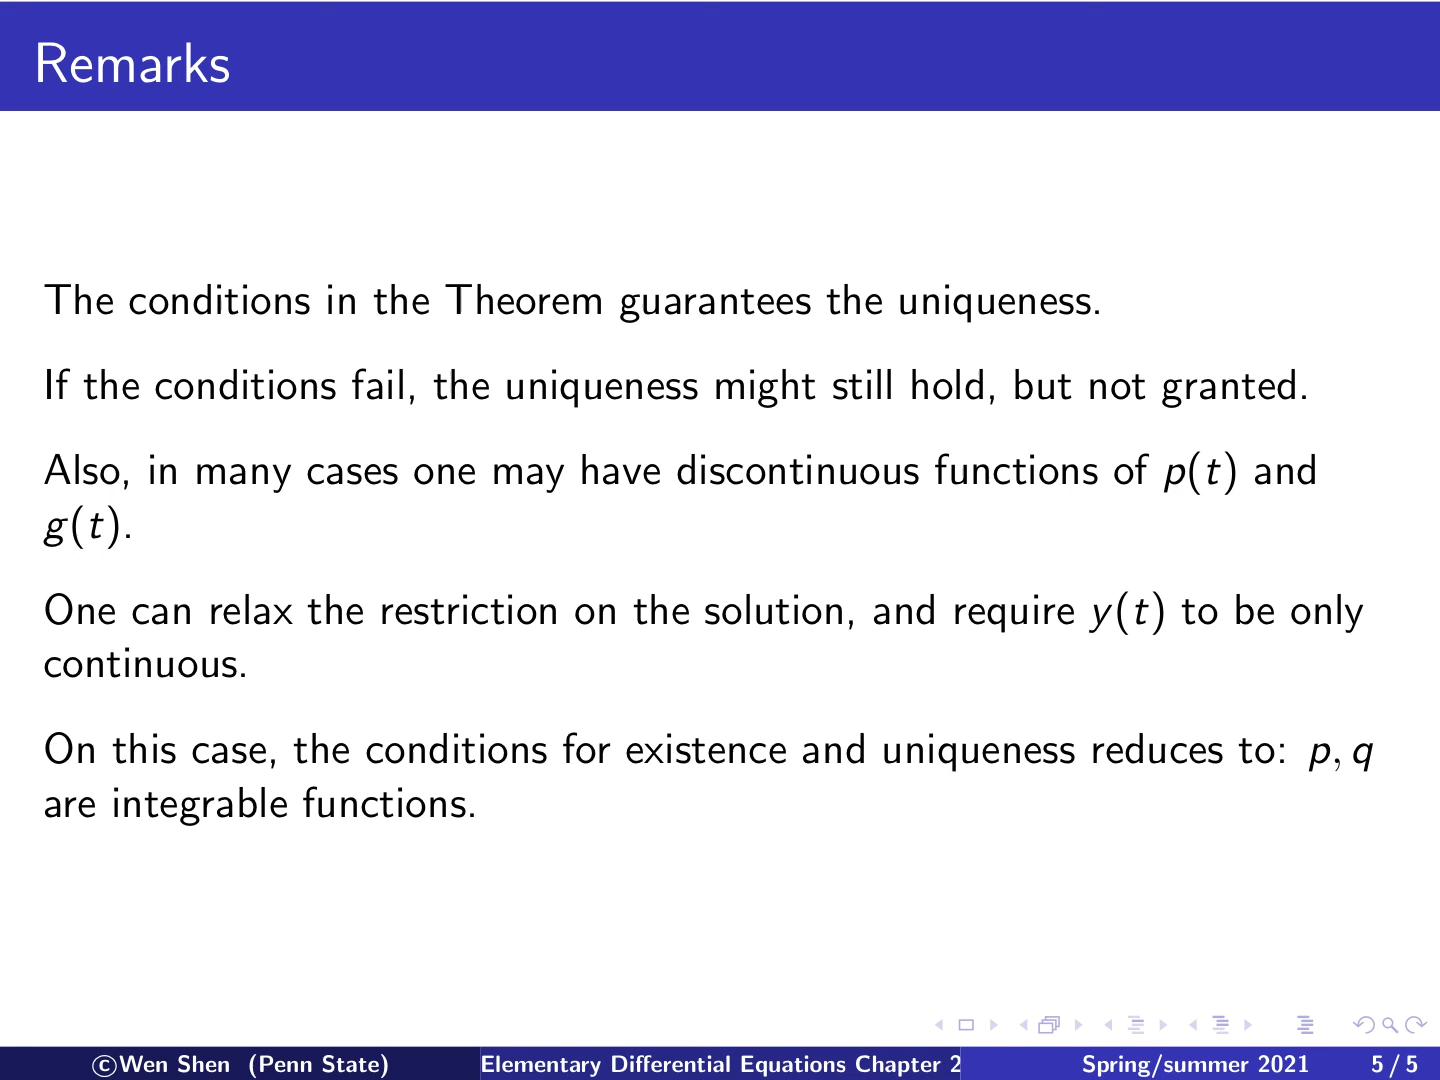 Remarks
The conditions in the Theorem guarantees the uniqueness.
If the conditions fail, the uniqueness might still hold, but not granted.
Also, in many cases one may have discontinuous functions of p(t) and
g(t).
One can relax the restriction on the solution, and require y(t) to be only
continuous.
On this case, the conditions for existence and uniqueness reduces to: p, q
are integrable functions.
©Wen Shen (Penn State) Elementary Differential Equations Chapter 2 Spring/summer 2021 5 / 5